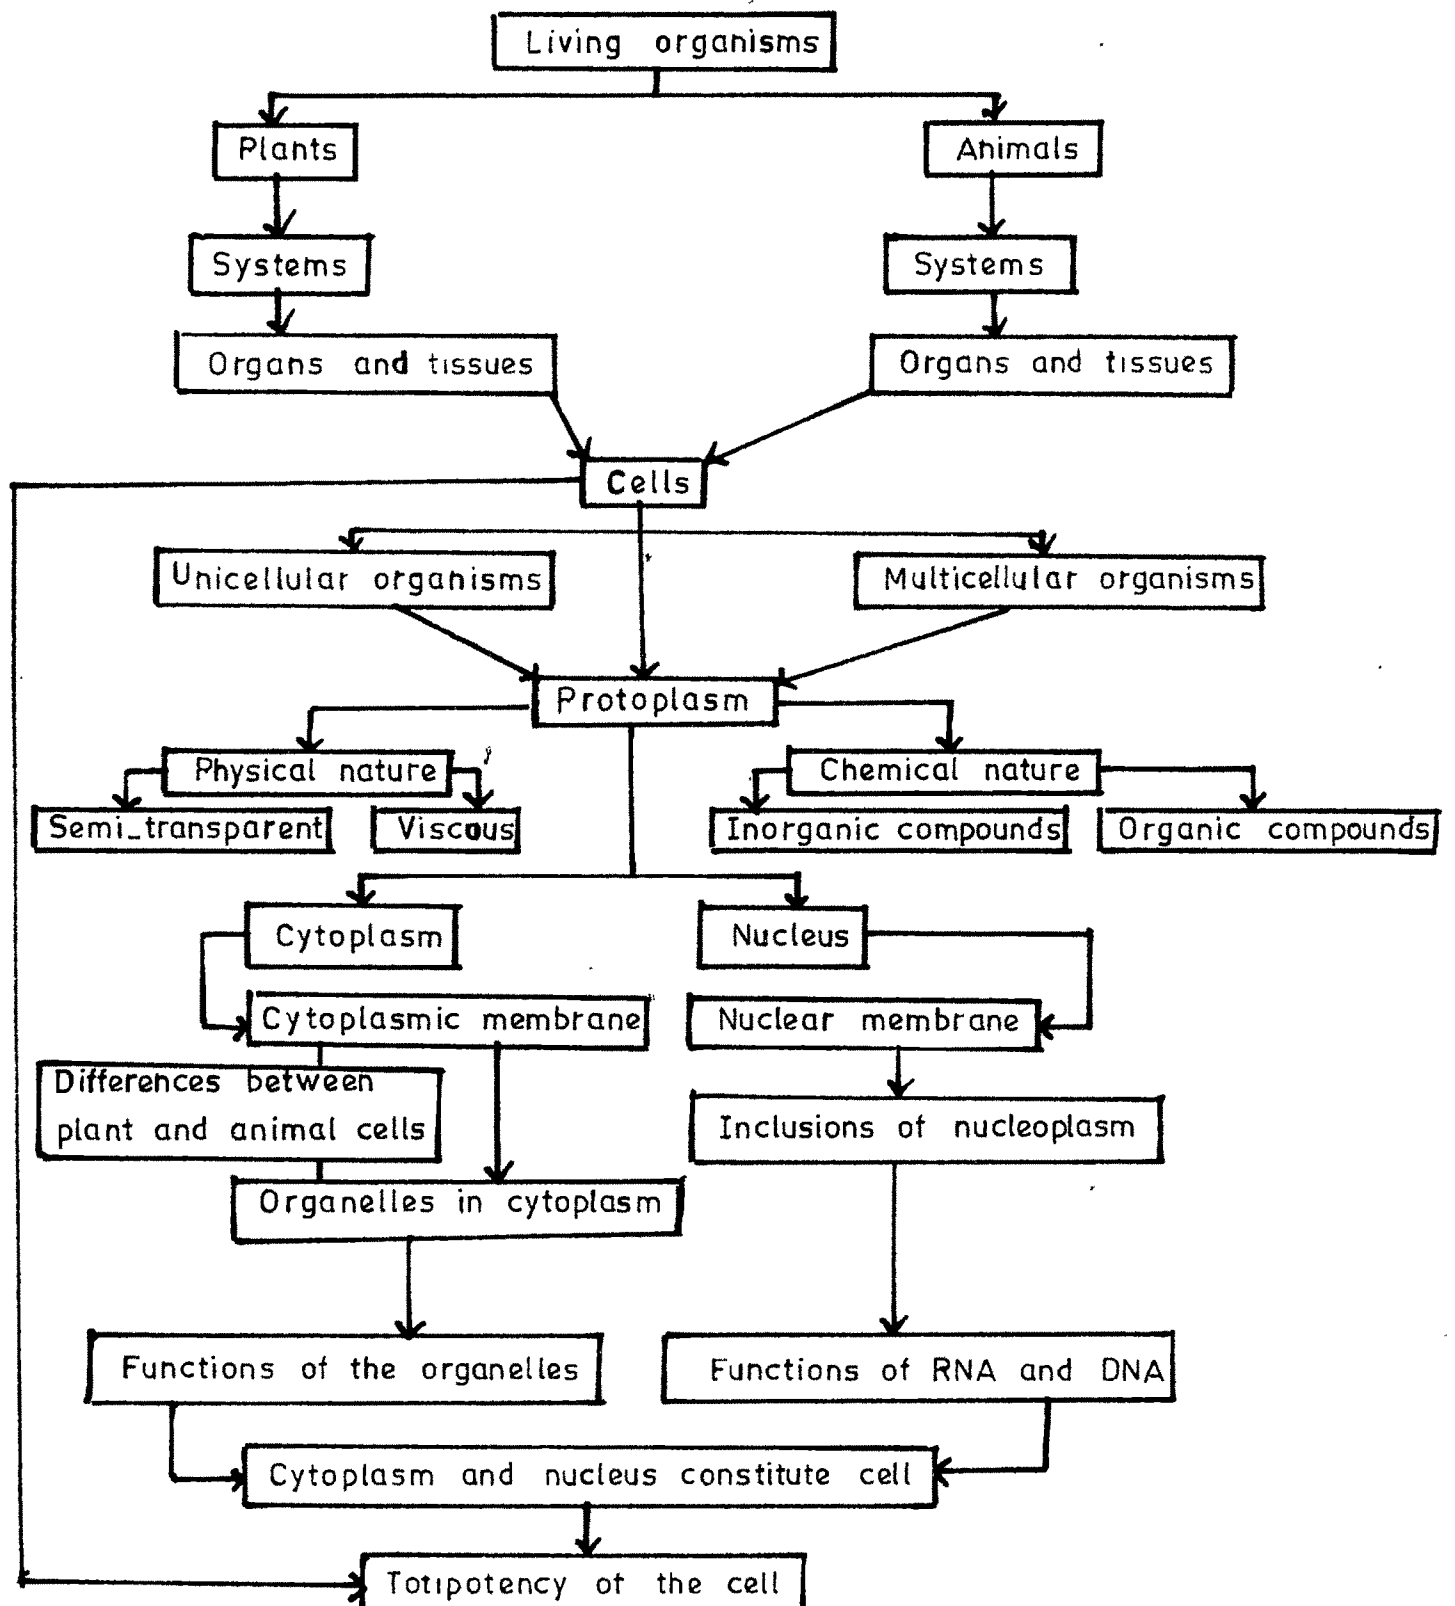 Living organisms
Plants
Animals
Systems
Systems
Organs and tissues
Organs and tissues
Cells
Unicellular organisms
Multicellular organisms
Protoplasm
Physical nature
Chemical nature
Semi-transparent
Viscous
Inorganic compounds
Organic compounds
Cytoplasm
Nucleus
Cytoplasmic membrane
Nuclear membrane
Differences between
plant and animal cells
Inclusions of nucleoplasm
Organelles in cytoplasm
Functions of the organelles
Functions of RNA and DNA
Cytoplasm and nucleus constitute cell
Totipotency of the cell